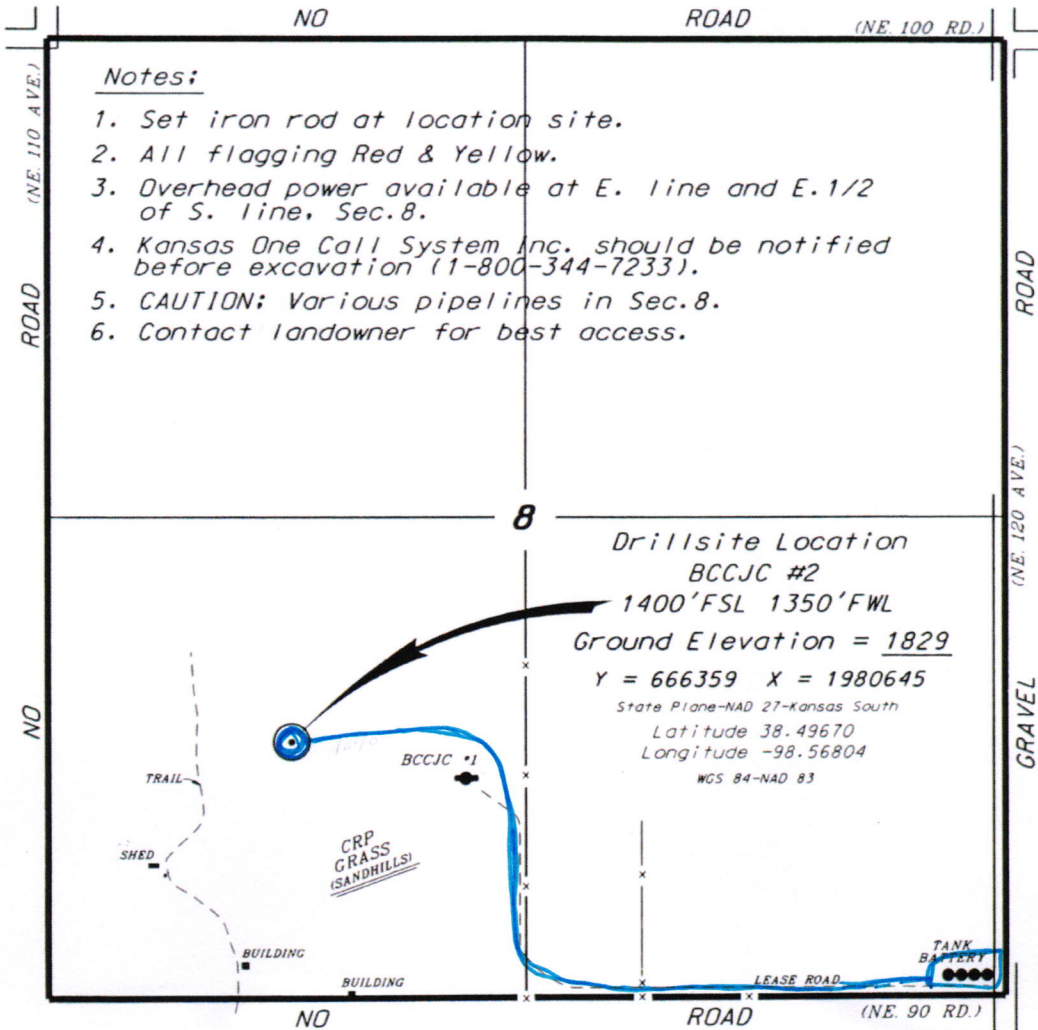 NO ROAD (NE. 100 RD.)
(NE. 110 AVE.)
ROAD
NO
Notes:
1. Set iron rod at location site.
2. All flagging Red & Yellow.
3. Overhead power available at E. line and E.1/2
of S. line, Sec.8.
4. Kansas One Call System Inc. should be notified
before excavation (1-800-344-7233).
5. CAUTION: Various pipelines in Sec.8.
6. Contact landowner for best access.
ROAD
(NE. 120 AVE.)
GRAVEL
8
Drillsite Location
BCCJC #2
1400'FSL 1350'FWL
Ground Elevation = 1829
Y = 666359 X = 1980645
State Plane-NAD 27-Kansas South
Latitude 38.49670
Longitude -98.56804
WGS 84-NAD 83
BCCJC #1
TRAIL
SHED
CRP
GRASS
(SANDHILLS)
BUILDING
BUILDING
TANK
BATTERY
LEASE ROAD
NO ROAD (NE. 90 RD.)